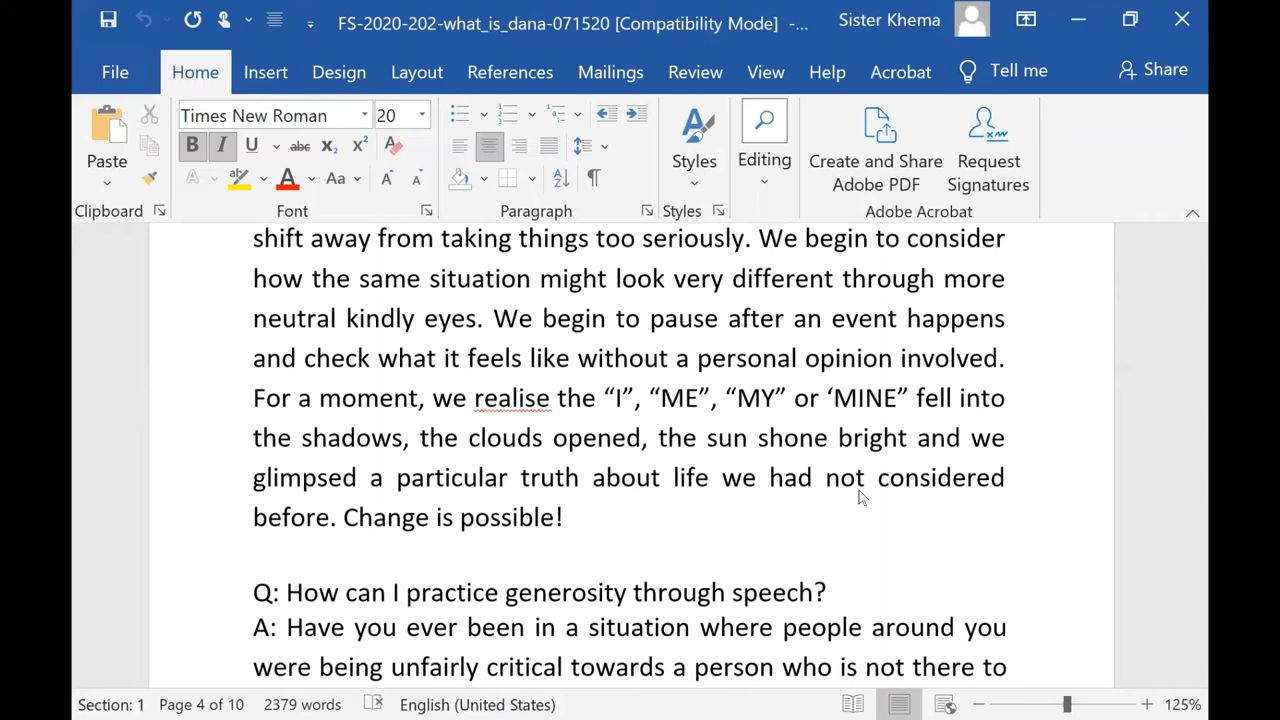 FS-2020-202-what_is_dana-071520 [Compatibility Mode] -...
Sister Khema
File Home Insert Design Layout References Mailings Review View Help Acrobat Tell me Share
Times New Roman 20
Paste
Styles
Editing
Create and Share Adobe PDF
Request Signatures
Clipboard Font Paragraph Styles Adobe Acrobat
shift away from taking things too seriously. We begin to consider
how the same situation might look very different through more
neutral kindly eyes. We begin to pause after an event happens
and check what it feels like without a personal opinion involved.
For a moment, we realise the “I”, “ME”, “MY” or ‘MINE” fell into
the shadows, the clouds opened, the sun shone bright and we
glimpsed a particular truth about life we had not considered
before. Change is possible!
Q: How can I practice generosity through speech?
A: Have you ever been in a situation where people around you
were being unfairly critical towards a person who is not there to
Section: 1 Page 4 of 10 2379 words English (United States) 125%